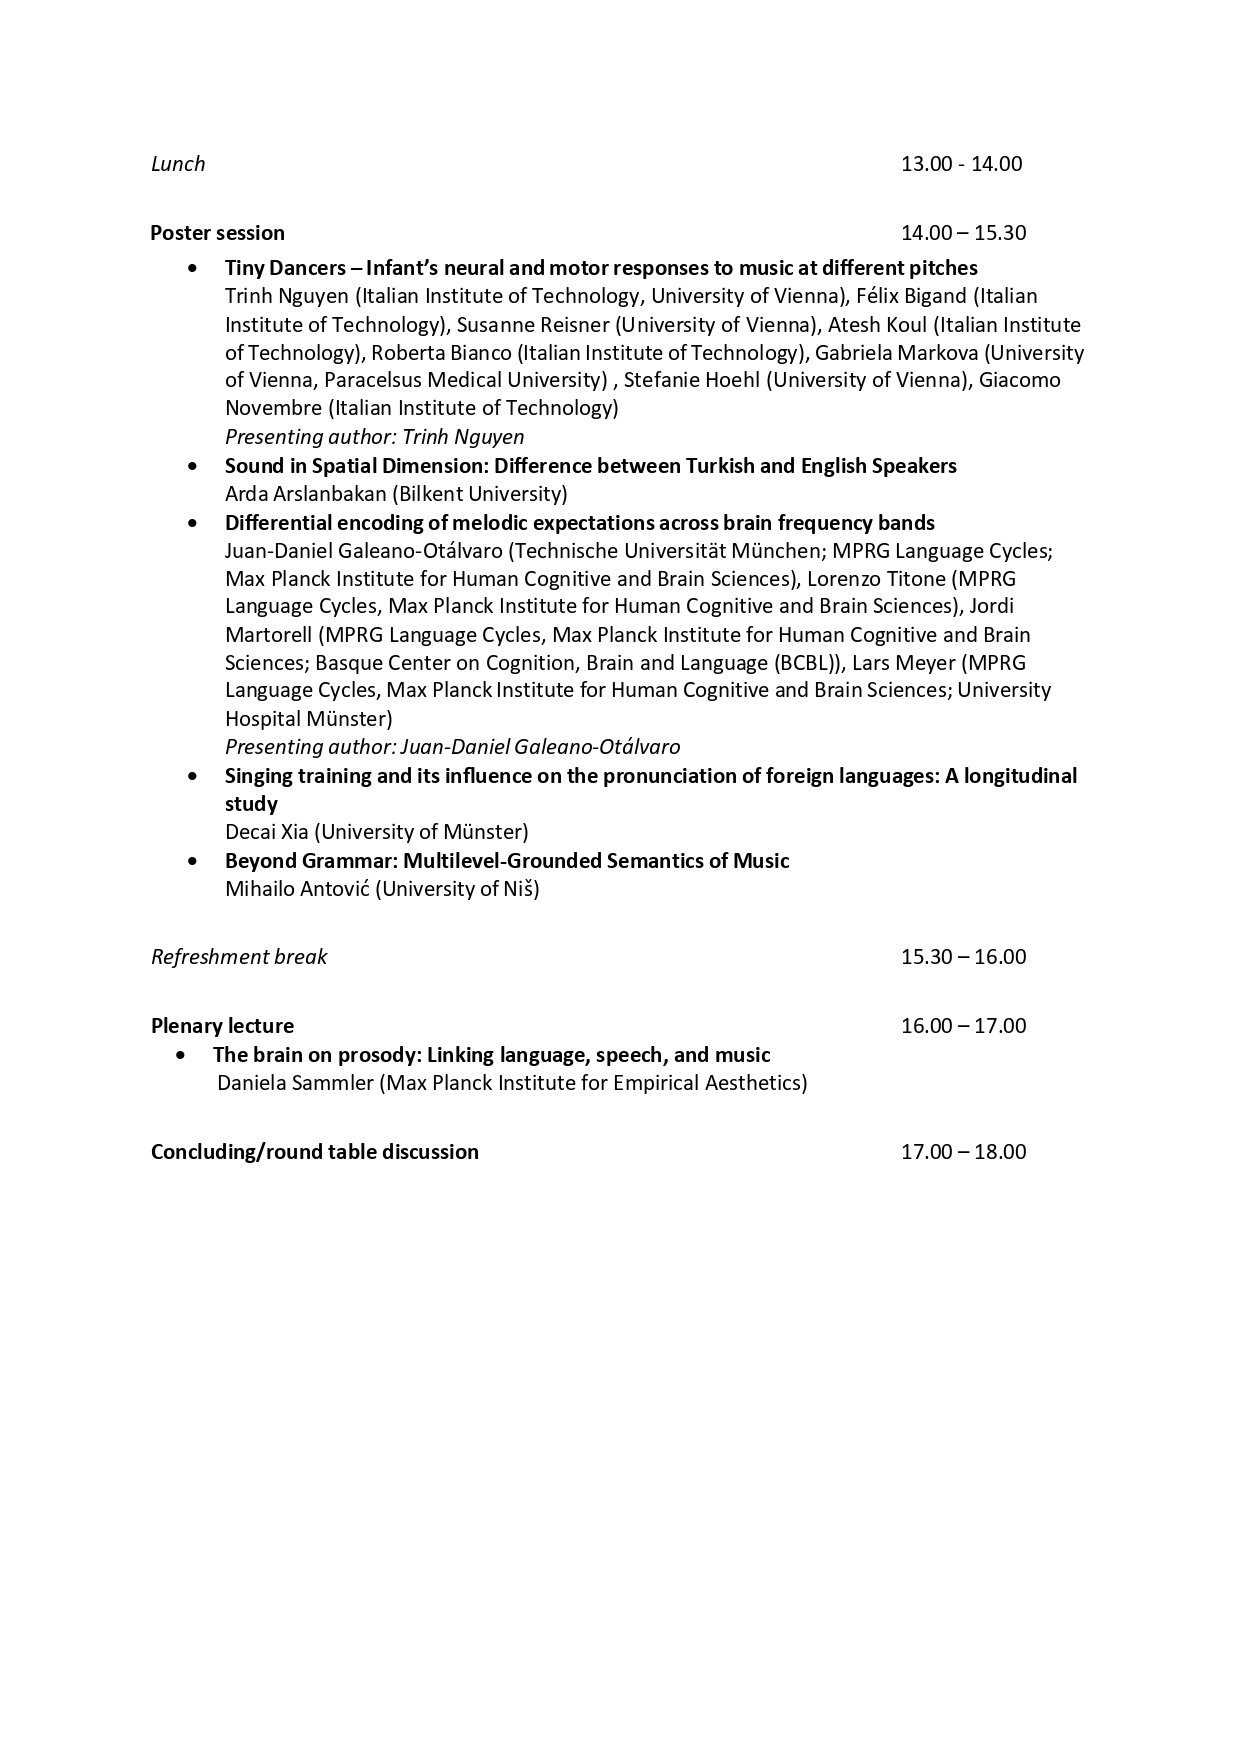 Lunch 13.00 - 14.00
Poster session 14.00 – 15.30
• Tiny Dancers – Infant’s neural and motor responses to music at different pitches
Trinh Nguyen (Italian Institute of Technology, University of Vienna), Félix Bigand (Italian
Institute of Technology), Susanne Reisner (University of Vienna), Atesh Koul (Italian Institute
of Technology), Roberta Bianco (Italian Institute of Technology), Gabriela Markova (University
of Vienna, Paracelsus Medical University) , Stefanie Hoehl (University of Vienna), Giacomo
Novembre (Italian Institute of Technology)
Presenting author: Trinh Nguyen
• Sound in Spatial Dimension: Difference between Turkish and English Speakers
Arda Arslanbakan (Bilkent University)
• Differential encoding of melodic expectations across brain frequency bands
Juan-Daniel Galeano-Otálvaro (Technische Universität München; MPRG Language Cycles;
Max Planck Institute for Human Cognitive and Brain Sciences), Lorenzo Titone (MPRG
Language Cycles, Max Planck Institute for Human Cognitive and Brain Sciences), Jordi
Martorell (MPRG Language Cycles, Max Planck Institute for Human Cognitive and Brain
Sciences; Basque Center on Cognition, Brain and Language (BCBL)), Lars Meyer (MPRG
Language Cycles, Max Planck Institute for Human Cognitive and Brain Sciences; University
Hospital Münster)
Presenting author: Juan-Daniel Galeano-Otálvaro
• Singing training and its influence on the pronunciation of foreign languages: A longitudinal
study
Decai Xia (University of Münster)
• Beyond Grammar: Multilevel-Grounded Semantics of Music
Mihailo Antović (University of Niš)
Refreshment break 15.30 – 16.00
Plenary lecture 16.00 – 17.00
• The brain on prosody: Linking language, speech, and music
Daniela Sammler (Max Planck Institute for Empirical Aesthetics)
Concluding/round table discussion 17.00 – 18.00